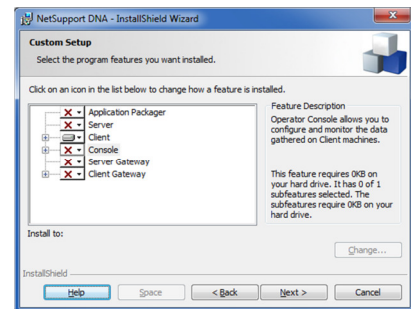 NetSupport DNA - InstallShield Wizard
Custom Setup
Select the program features you want installed.
Click on an icon in the list below to change how a feature is installed.
Application Packager
Server
Client
Console
Server Gateway
Client Gateway
Feature Description
Operator Console allows you to
configure and monitor the data
gathered on Client machines.
This feature requires 0KB on
your hard drive. It has 0 of 1
subfeatures selected. The
subfeatures require 0KB on your
hard drive.
Install to:
Change...
InstallShield
Help
Space
< Back
Next >
Cancel